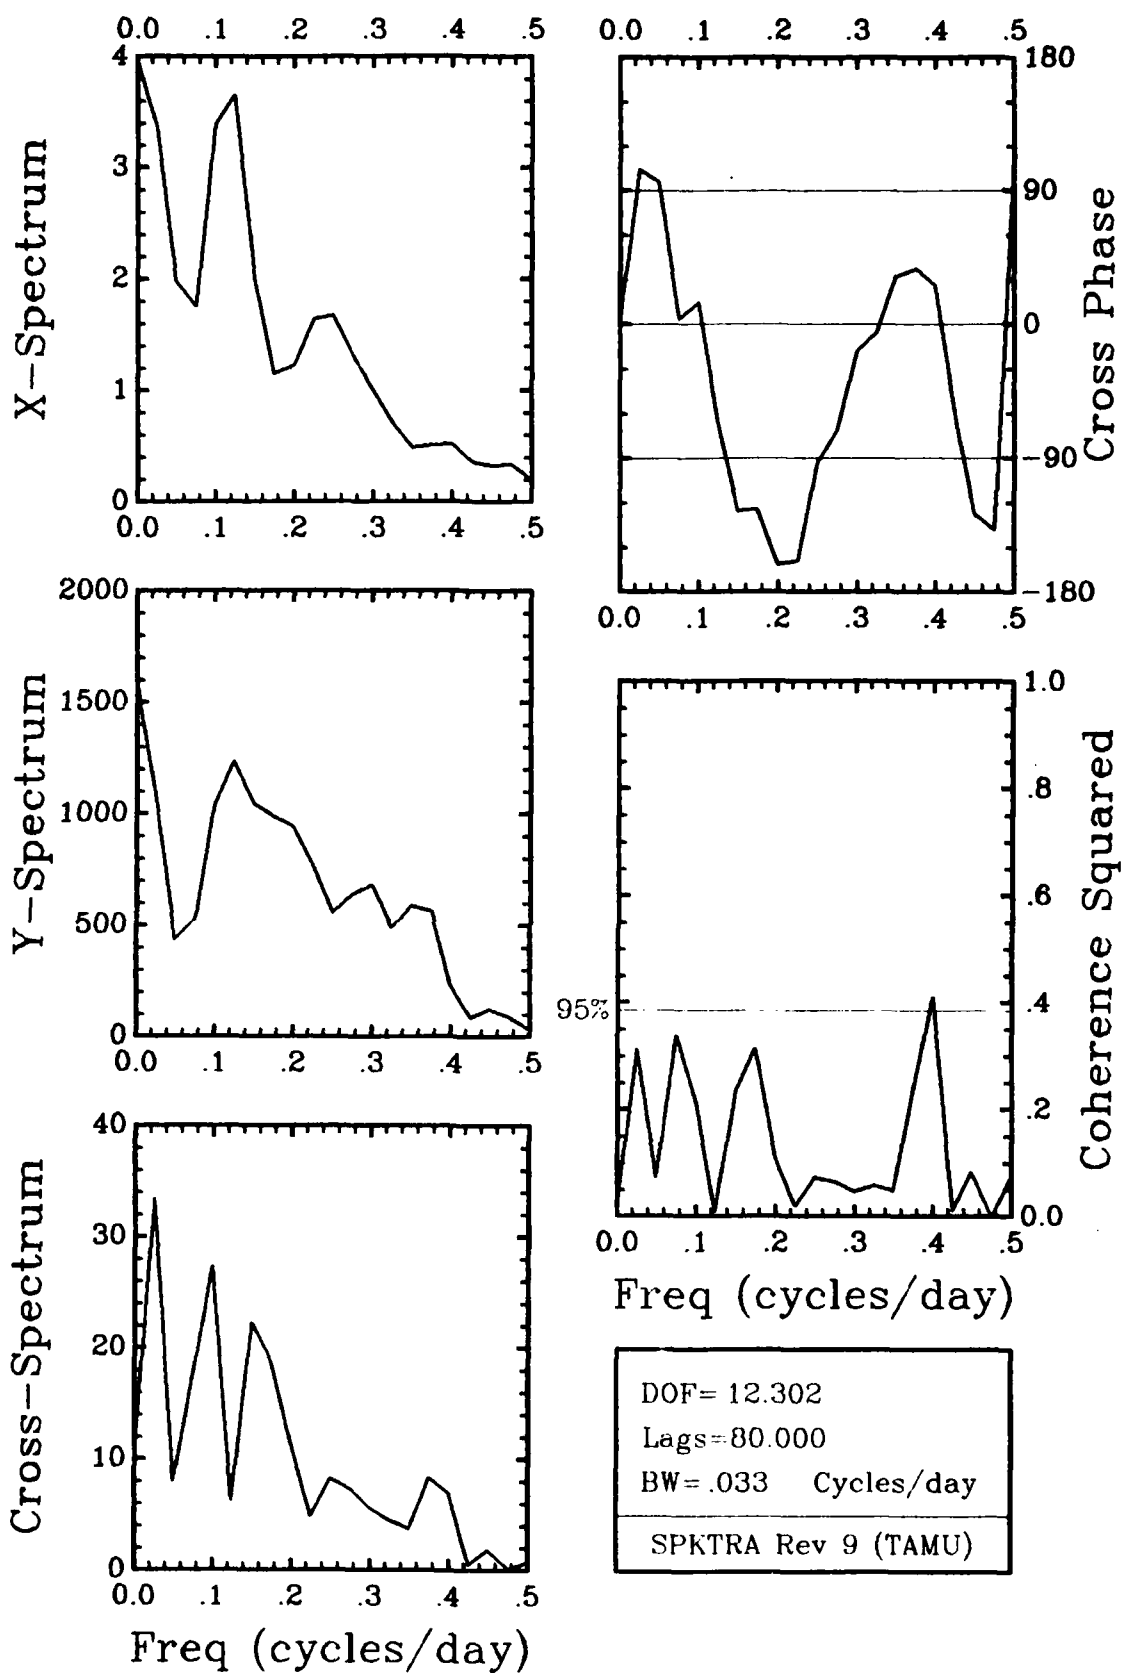 0.0 .1 .2 .3 .4 .5
4
3
2
1
0
X-Spectrum
0.0 .1 .2 .3 .4 .5
2000
1500
1000
500
0
Y-Spectrum
0.0 .1 .2 .3 .4 .5
40
30
20
10
0
Cross-Spectrum
0.0 .1 .2 .3 .4 .5
Freq (cycles/day)
0.0 .1 .2 .3 .4 .5
180
90
0
-90
-180
Cross Phase
0.0 .1 .2 .3 .4 .5
1.0
.8
.6
.4
.2
0.0
95%
Coherence Squared
0.0 .1 .2 .3 .4 .5
Freq (cycles/day)
DOF= 12.302
Lags=80.000
BW= .033 Cycles/day
SPKTRA Rev 9 (TAMU)